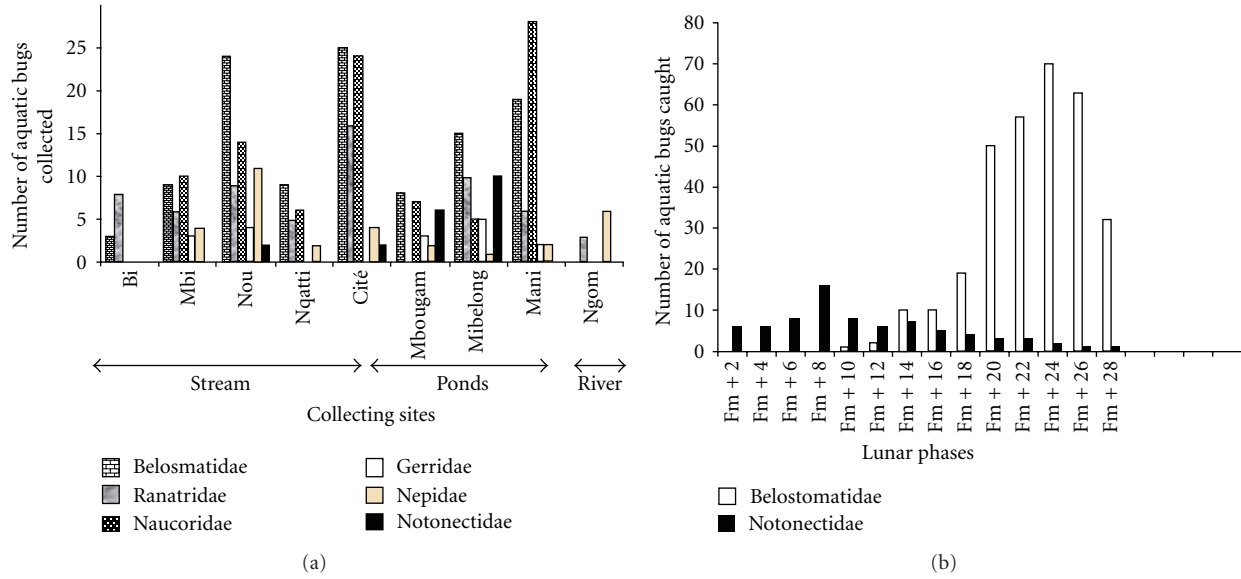 Number of aquatic bugs
collected
25
20
15
10
5
0
Bi
Mbi
Nou
Nqatti
Cité
Mbougam
Mibelong
Mani
Ngom
Stream
Ponds
River
Collecting sites
Belosmatidae
Ranatridae
Naucoridae
Gerridae
Nepidae
Notonectidae
(a)
Number of aquatic bugs caught
80
70
60
50
40
30
20
10
0
Fm + 2
Fm + 4
Fm + 6
Fm + 8
Fm + 10
Fm + 12
Fm + 14
Fm + 16
Fm + 18
Fm + 20
Fm + 22
Fm + 24
Fm + 26
Fm + 28
Lunar phases
Belostomatidae
Notonectidae
(b)